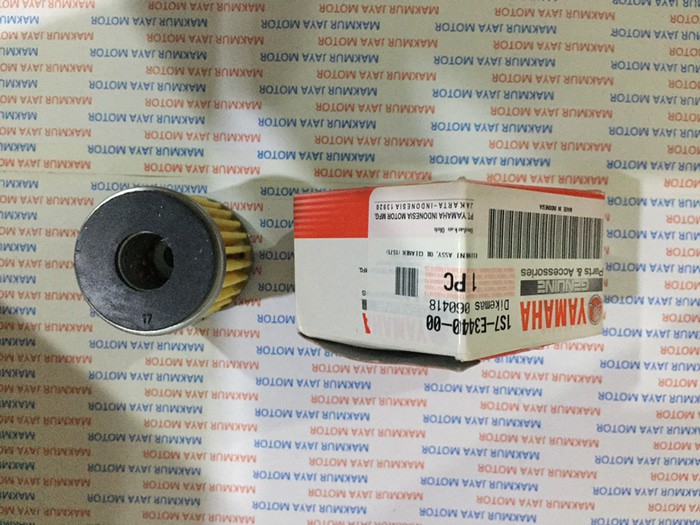 YAMAHA
GENUINE
Parts & Accessories
MADE IN INDONESIA
1S7-E3440-00
Dikemas 060418
1 PC
ELEMENT ASSY, OIL CLEANER (1S7)
PT YAMAHA INDONESIA MOTOR MFG.
JAKARTA-INDONESIA 13920
17
MAKMUR JAYA MOTOR